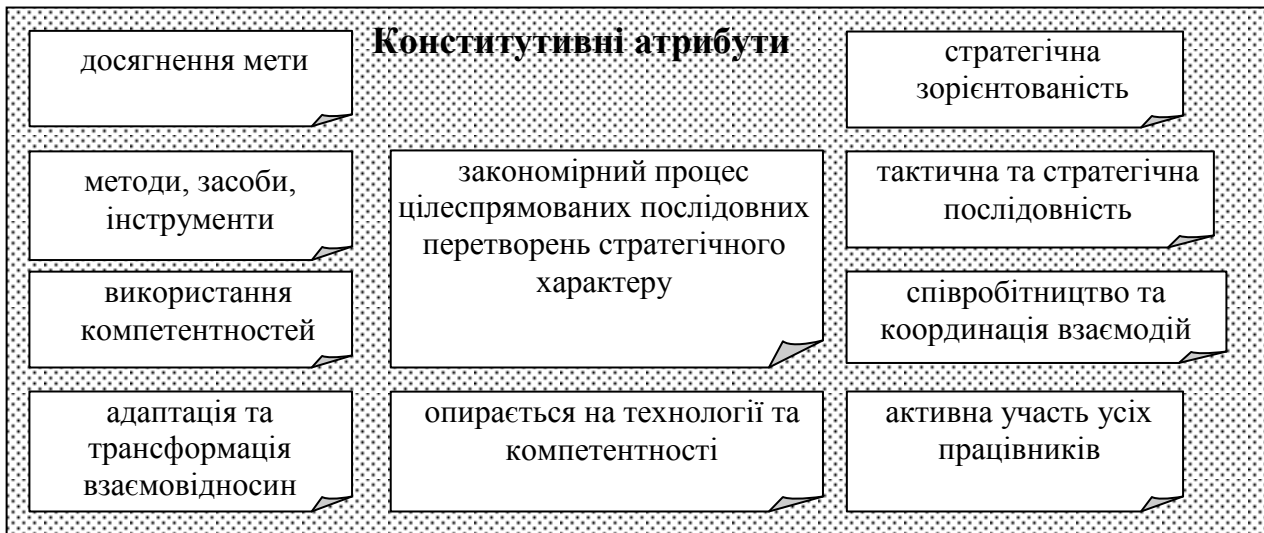 Конститутивні атрибути
досягнення мети
стратегічна
зорієнтованість
методи, засоби,
інструменти
закономірний процес
цілеспрямованих послідовних
перетворень стратегічного
характеру
тактична та стратегічна
послідовність
використання
компетентностей
співробітництво та
координація взаємодій
адаптація та
трансформація
взаємовідносин
опирається на технології та
компетентності
активна участь усіх
працівників